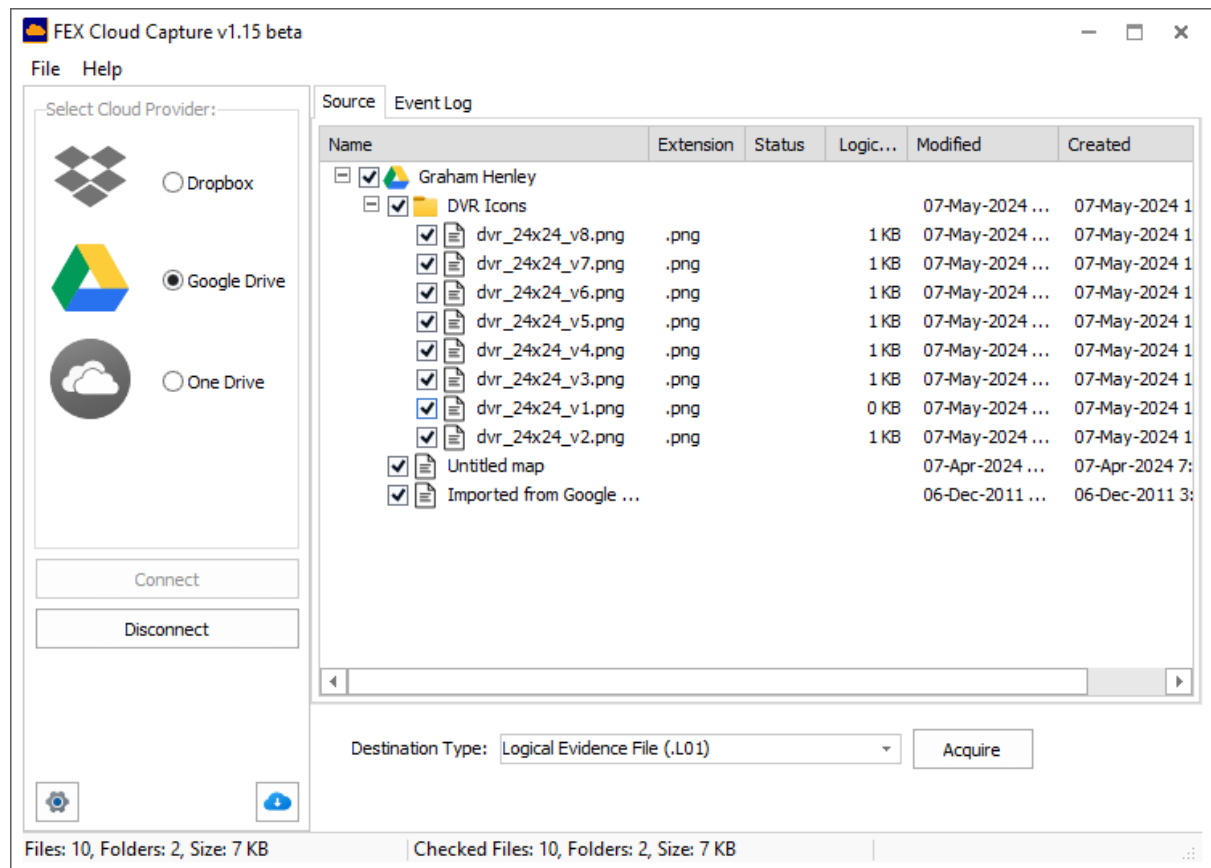 FEX Cloud Capture v1.15 beta
File Help
Select Cloud Provider:
Dropbox
Google Drive
One Drive
Connect
Disconnect
Source Event Log
Name Extension Status Logic... Modified Created
Graham Henley
DVR Icons 07-May-2024 ... 07-May-2024 1
dvr_24x24_v8.png .png 1 KB 07-May-2024 ... 07-May-2024 1
dvr_24x24_v7.png .png 1 KB 07-May-2024 ... 07-May-2024 1
dvr_24x24_v6.png .png 1 KB 07-May-2024 ... 07-May-2024 1
dvr_24x24_v5.png .png 1 KB 07-May-2024 ... 07-May-2024 1
dvr_24x24_v4.png .png 1 KB 07-May-2024 ... 07-May-2024 1
dvr_24x24_v3.png .png 1 KB 07-May-2024 ... 07-May-2024 1
dvr_24x24_v1.png .png 0 KB 07-May-2024 ... 07-May-2024 1
dvr_24x24_v2.png .png 1 KB 07-May-2024 ... 07-May-2024 1
Untitled map 07-Apr-2024 ... 07-Apr-2024 7:
Imported from Google ... 06-Dec-2011 ... 06-Dec-2011 3:
Destination Type: Logical Evidence File (.L01) Acquire
Files: 10, Folders: 2, Size: 7 KB Checked Files: 10, Folders: 2, Size: 7 KB